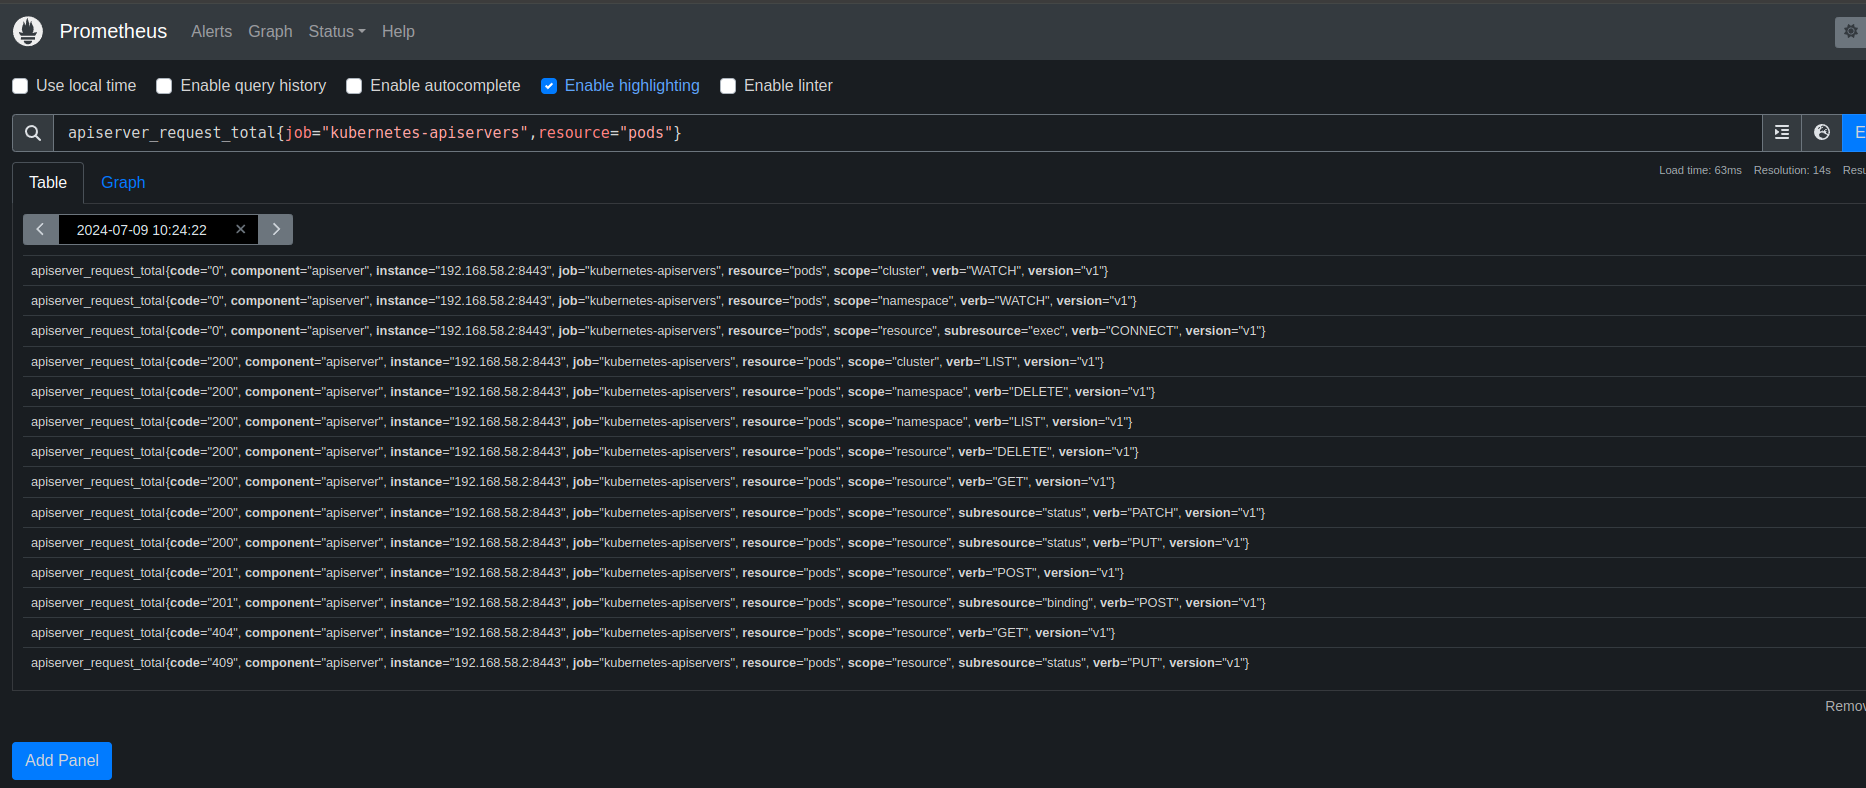 Prometheus Alerts Graph Status Help
Use local time Enable query history Enable autocomplete Enable highlighting Enable linter
apiserver_request_total{job="kubernetes-apiservers",resource="pods"}
E
Table Graph
Load time: 63ms Resolution: 14s Resu
2024-07-09 10:24:22
apiserver_request_total{code="0", component="apiserver", instance="192.168.58.2:8443", job="kubernetes-apiservers", resource="pods", scope="cluster", verb="WATCH", version="v1"}
apiserver_request_total{code="0", component="apiserver", instance="192.168.58.2:8443", job="kubernetes-apiservers", resource="pods", scope="namespace", verb="WATCH", version="v1"}
apiserver_request_total{code="0", component="apiserver", instance="192.168.58.2:8443", job="kubernetes-apiservers", resource="pods", scope="resource", subresource="exec", verb="CONNECT", version="v1"}
apiserver_request_total{code="200", component="apiserver", instance="192.168.58.2:8443", job="kubernetes-apiservers", resource="pods", scope="cluster", verb="LIST", version="v1"}
apiserver_request_total{code="200", component="apiserver", instance="192.168.58.2:8443", job="kubernetes-apiservers", resource="pods", scope="namespace", verb="DELETE", version="v1"}
apiserver_request_total{code="200", component="apiserver", instance="192.168.58.2:8443", job="kubernetes-apiservers", resource="pods", scope="namespace", verb="LIST", version="v1"}
apiserver_request_total{code="200", component="apiserver", instance="192.168.58.2:8443", job="kubernetes-apiservers", resource="pods", scope="resource", verb="DELETE", version="v1"}
apiserver_request_total{code="200", component="apiserver", instance="192.168.58.2:8443", job="kubernetes-apiservers", resource="pods", scope="resource", verb="GET", version="v1"}
apiserver_request_total{code="200", component="apiserver", instance="192.168.58.2:8443", job="kubernetes-apiservers", resource="pods", scope="resource", subresource="status", verb="PATCH", version="v1"}
apiserver_request_total{code="200", component="apiserver", instance="192.168.58.2:8443", job="kubernetes-apiservers", resource="pods", scope="resource", subresource="status", verb="PUT", version="v1"}
apiserver_request_total{code="201", component="apiserver", instance="192.168.58.2:8443", job="kubernetes-apiservers", resource="pods", scope="resource", verb="POST", version="v1"}
apiserver_request_total{code="201", component="apiserver", instance="192.168.58.2:8443", job="kubernetes-apiservers", resource="pods", scope="resource", subresource="binding", verb="POST", version="v1"}
apiserver_request_total{code="404", component="apiserver", instance="192.168.58.2:8443", job="kubernetes-apiservers", resource="pods", scope="resource", verb="GET", version="v1"}
apiserver_request_total{code="409", component="apiserver", instance="192.168.58.2:8443", job="kubernetes-apiservers", resource="pods", scope="resource", subresource="status", verb="PUT", version="v1"}
Remov
Add Panel